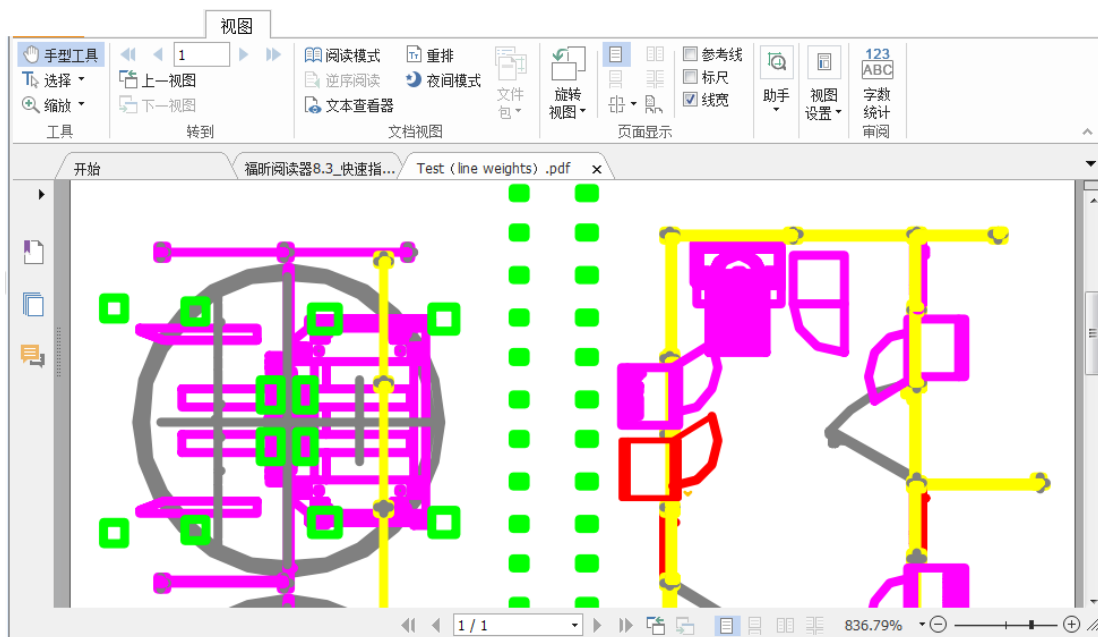 视图
手型工具
选择
缩放
工具
1
上一视图
下一视图
转到
阅读模式
逆序阅读
文本查看器
重排
夜间模式
文档视图
文件
包
旋转
视图
参考线
标尺
线宽
页面显示
助手
视图
设置
123
ABC
字数
统计
审阅
开始
福昕阅读器8.3_快速指...
Test（line weights）.pdf
1 / 1
836.79%